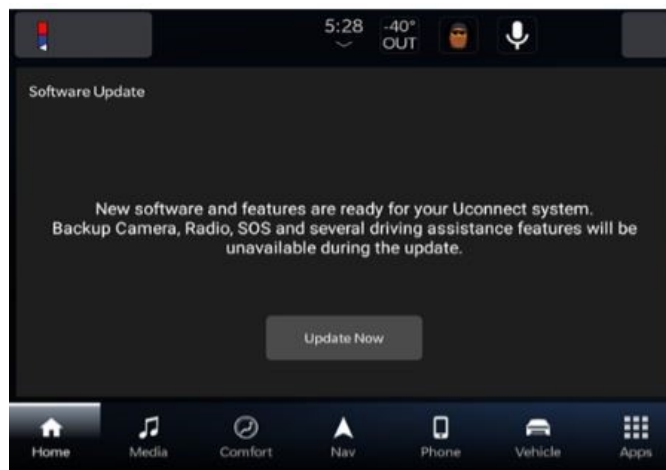 5:28
-40°
OUT
Software Update
New software and features are ready for your Uconnect system.
Backup Camera, Radio, SOS and several driving assistance features will be
unavailable during the update.
Update Now
Home Media Comfort Nav Phone Vehicle Apps